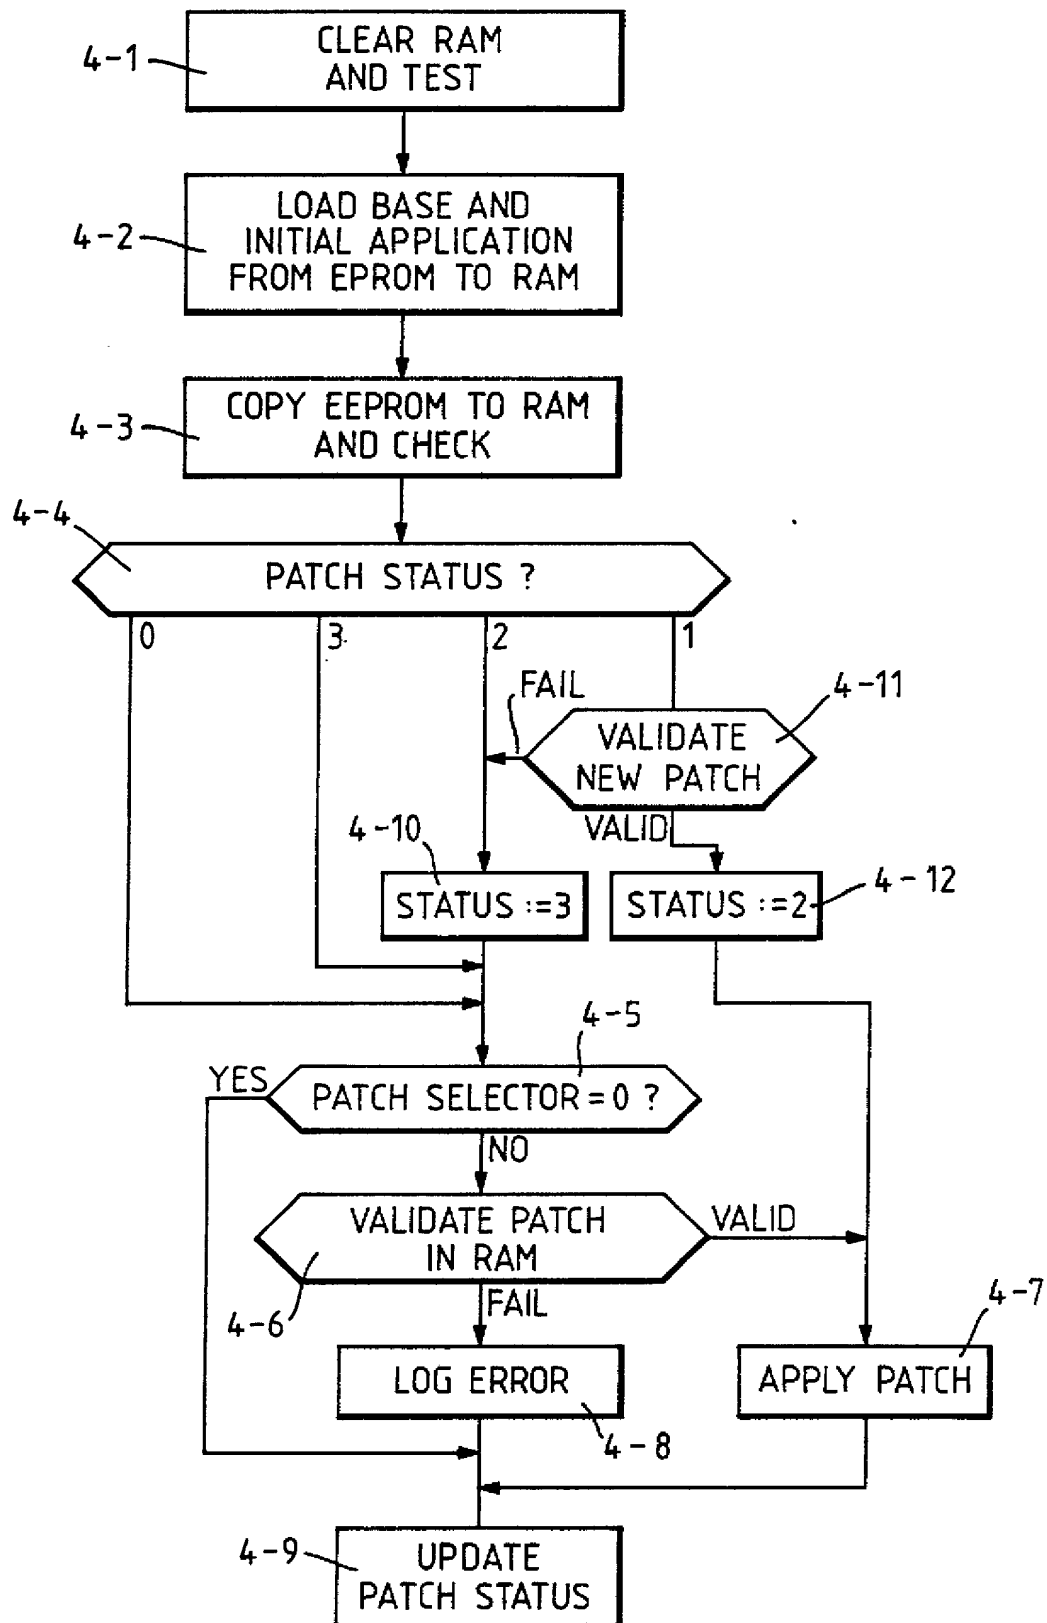 4-1
CLEAR RAM
AND TEST
4-2
LOAD BASE AND
INITIAL APPLICATION
FROM EPROM TO RAM
4-3
COPY EEPROM TO RAM
AND CHECK
4-4
PATCH STATUS ?
0
3
2
1
FAIL
4-11
VALIDATE
NEW PATCH
VALID
4-10
STATUS :=3
STATUS :=2
4-12
4-5
YES
PATCH SELECTOR = 0 ?
NO
VALIDATE PATCH
IN RAM
VALID
4-6
FAIL
4-7
LOG ERROR
APPLY PATCH
4-8
4-9
UPDATE
PATCH STATUS